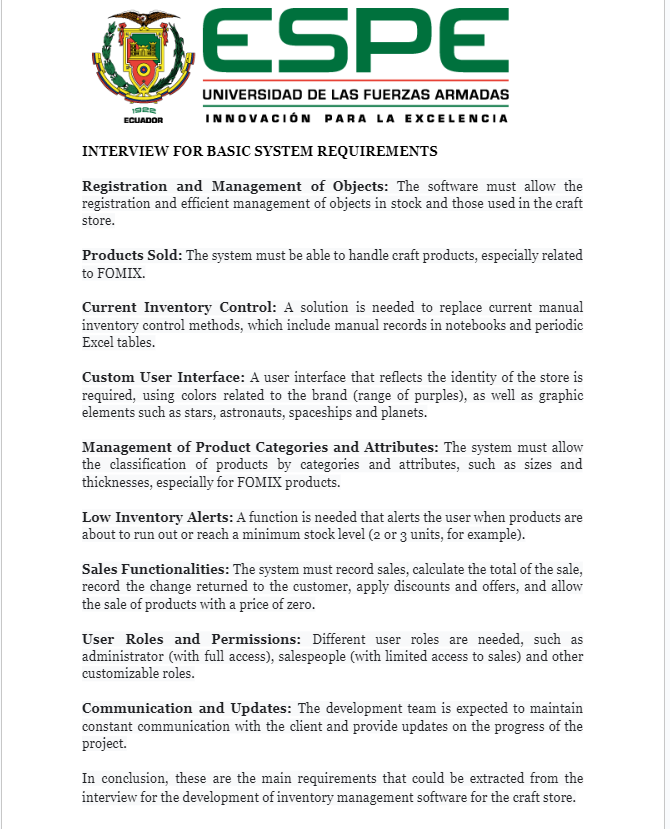 ESPE
UNIVERSIDAD DE LAS FUERZAS ARMADAS
INNOVACIÓN PARA LA EXCELENCIA
1922
ECUADOR
INTERVIEW FOR BASIC SYSTEM REQUIREMENTS
Registration and Management of Objects: The software must allow the
registration and efficient management of objects in stock and those used in the craft
store.
Products Sold: The system must be able to handle craft products, especially related
to FOMIX.
Current Inventory Control: A solution is needed to replace current manual
inventory control methods, which include manual records in notebooks and periodic
Excel tables.
Custom User Interface: A user interface that reflects the identity of the store is
required, using colors related to the brand (range of purples), as well as graphic
elements such as stars, astronauts, spaceships and planets.
Management of Product Categories and Attributes: The system must allow
the classification of products by categories and attributes, such as sizes and
thicknesses, especially for FOMIX products.
Low Inventory Alerts: A function is needed that alerts the user when products are
about to run out or reach a minimum stock level (2 or 3 units, for example).
Sales Functionalities: The system must record sales, calculate the total of the sale,
record the change returned to the customer, apply discounts and offers, and allow
the sale of products with a price of zero.
User Roles and Permissions: Different user roles are needed, such as
administrator (with full access), salespeople (with limited access to sales) and other
customizable roles.
Communication and Updates: The development team is expected to maintain
constant communication with the client and provide updates on the progress of the
project.
In conclusion, these are the main requirements that could be extracted from the
interview for the development of inventory management software for the craft store.